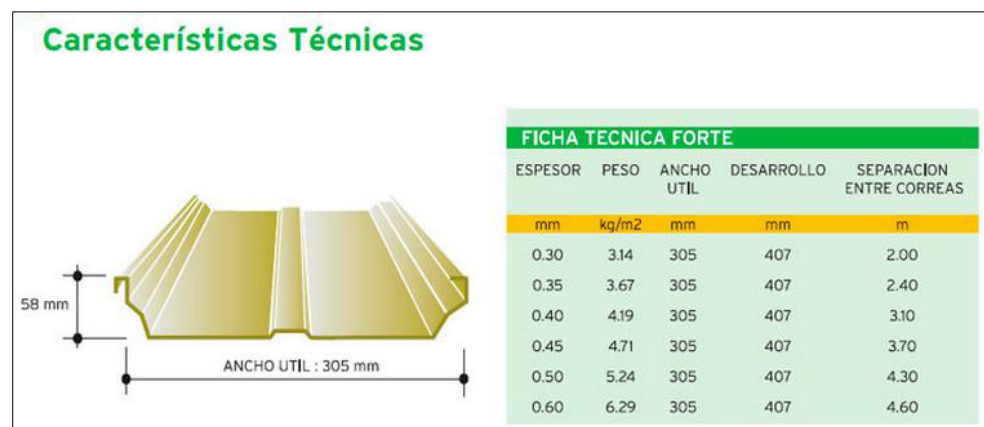 Características Técnicas
58 mm
ANCHO UTIL : 305 mm
FICHA TECNICA FORTE
ESPESOR PESO ANCHO UTIL DESARROLLO SEPARACION ENTRE CORREAS
mm kg/m2 mm mm m
0.30 3.14 305 407 2.00
0.35 3.67 305 407 2.40
0.40 4.19 305 407 3.10
0.45 4.71 305 407 3.70
0.50 5.24 305 407 4.30
0.60 6.29 305 407 4.60